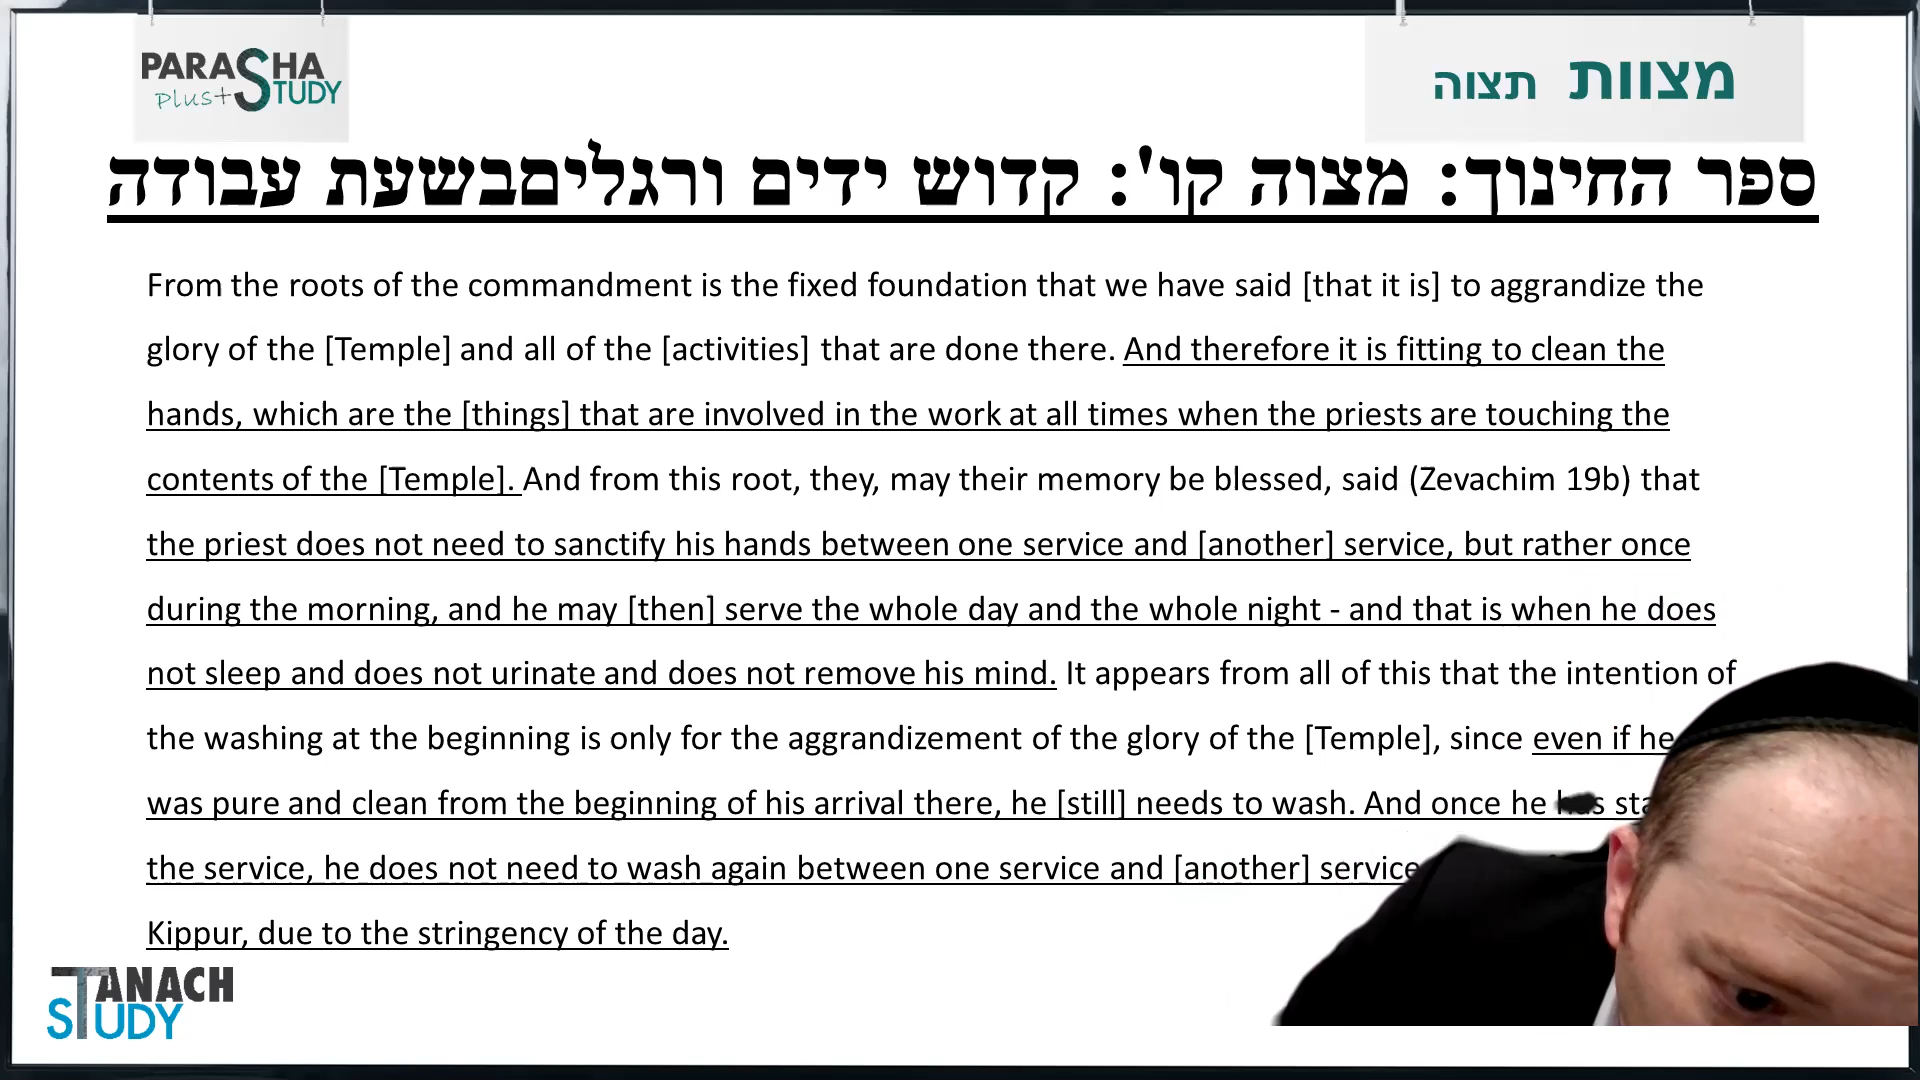 PARASHA
plus+ STUDY
מצוות תצוה
ספר החינוך: מצוה קו': קדוש ידים ורגליםבשעת עבודה
From the roots of the commandment is the fixed foundation that we have said [that it is] to aggrandize the
glory of the [Temple] and all of the [activities] that are done there. And therefore it is fitting to clean the
hands, which are the [things] that are involved in the work at all times when the priests are touching the
contents of the [Temple]. And from this root, they, may their memory be blessed, said (Zevachim 19b) that
the priest does not need to sanctify his hands between one service and [another] service, but rather once
during the morning, and he may [then] serve the whole day and the whole night - and that is when he does
not sleep and does not urinate and does not remove his mind. It appears from all of this that the intention of
the washing at the beginning is only for the aggrandizement of the glory of the [Temple], since even if he
was pure and clean from the beginning of his arrival there, he [still] needs to wash. And once he
the service, he does not need to wash again between one service and [another] service
Kippur, due to the stringency of the day.
TANACH
STUDY